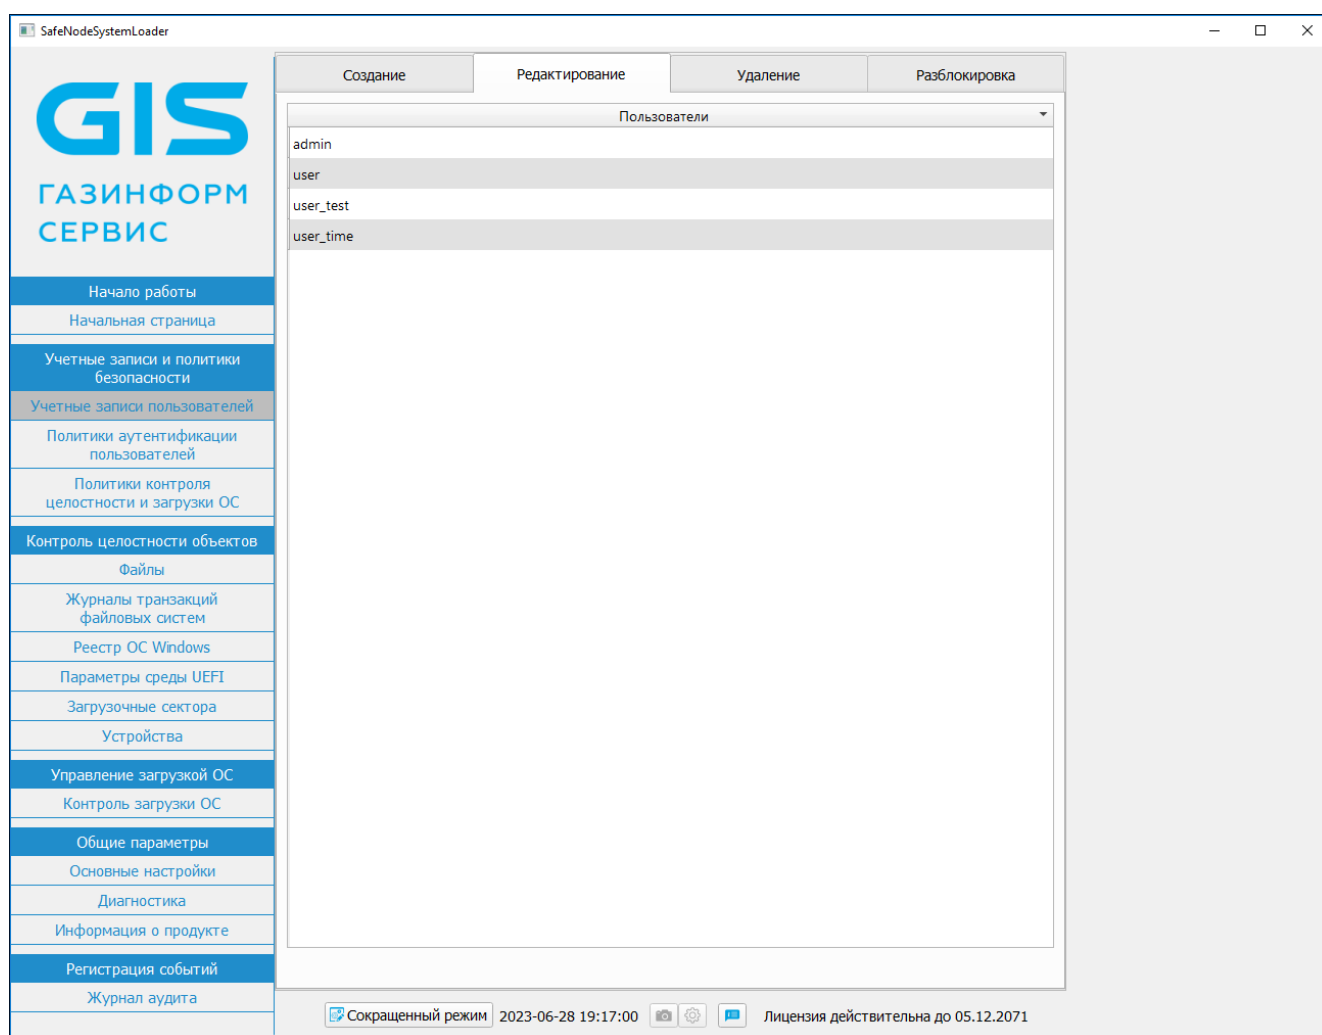 SafeNodeSystemLoader
GIS
ГАЗИНФОРМ
СЕРВИС
Начало работы
Начальная страница
Учетные записи и политики
безопасности
Учетные записи пользователей
Политики аутентификации
пользователей
Политики контроля
целостности и загрузки ОС
Контроль целостности объектов
Файлы
Журналы транзакций
файловых систем
Реестр ОС Windows
Параметры среды UEFI
Загрузочные сектора
Устройства
Управление загрузкой ОС
Контроль загрузки ОС
Общие параметры
Основные настройки
Диагностика
Информация о продукте
Регистрация событий
Журнал аудита
Создание Редактирование Удаление Разблокировка
Пользователи
admin
user
user_test
user_time
Сокращенный режим 2023-06-28 19:17:00 Лицензия действительна до 05.12.2071